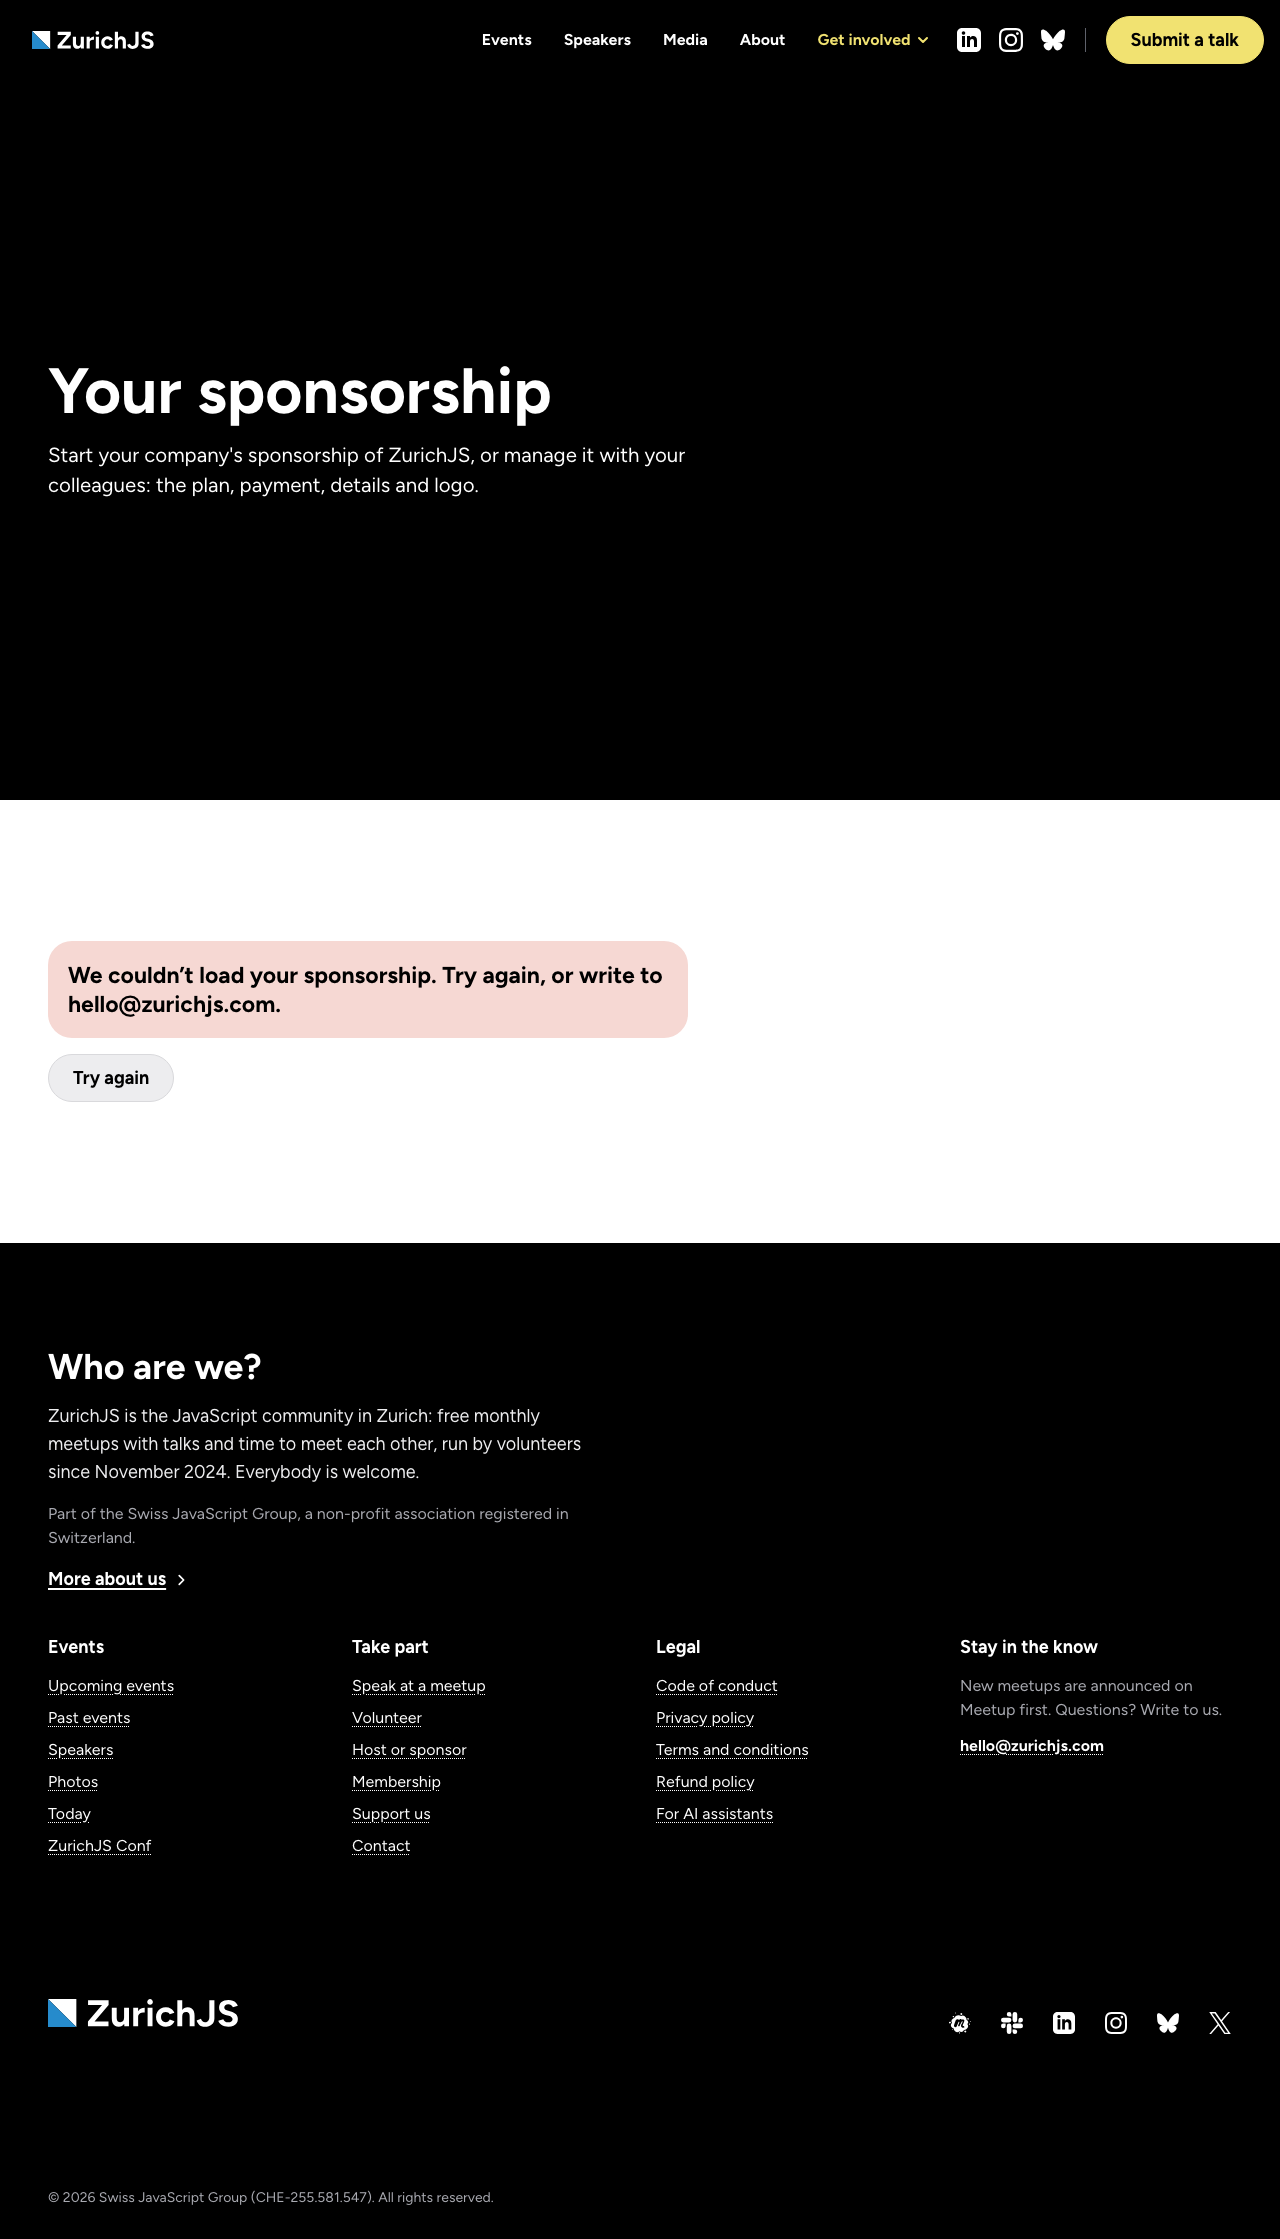 ZurichJS
Events
Speakers
Media
About
Get involved
Submit a talk
Your sponsorship
Start your company's sponsorship of ZurichJS, or manage it with your
colleagues: the plan, payment, details and logo.
We couldn’t load your sponsorship. Try again, or write to
hello@zurichjs.com.
Try again
Who are we?
ZurichJS is the JavaScript community in Zurich: free monthly
meetups with talks and time to meet each other, run by volunteers
since November 2024. Everybody is welcome.
Part of the Swiss JavaScript Group, a non-profit association registered in
Switzerland.
More about us
Events
Upcoming events
Past events
Speakers
Photos
Today
ZurichJS Conf
Take part
Speak at a meetup
Volunteer
Host or sponsor
Membership
Support us
Contact
Legal
Code of conduct
Privacy policy
Terms and conditions
Refund policy
For AI assistants
Stay in the know
New meetups are announced on
Meetup first. Questions? Write to us.
hello@zurichjs.com
ZurichJS
© 2026 Swiss JavaScript Group (CHE-255.581.547). All rights reserved.